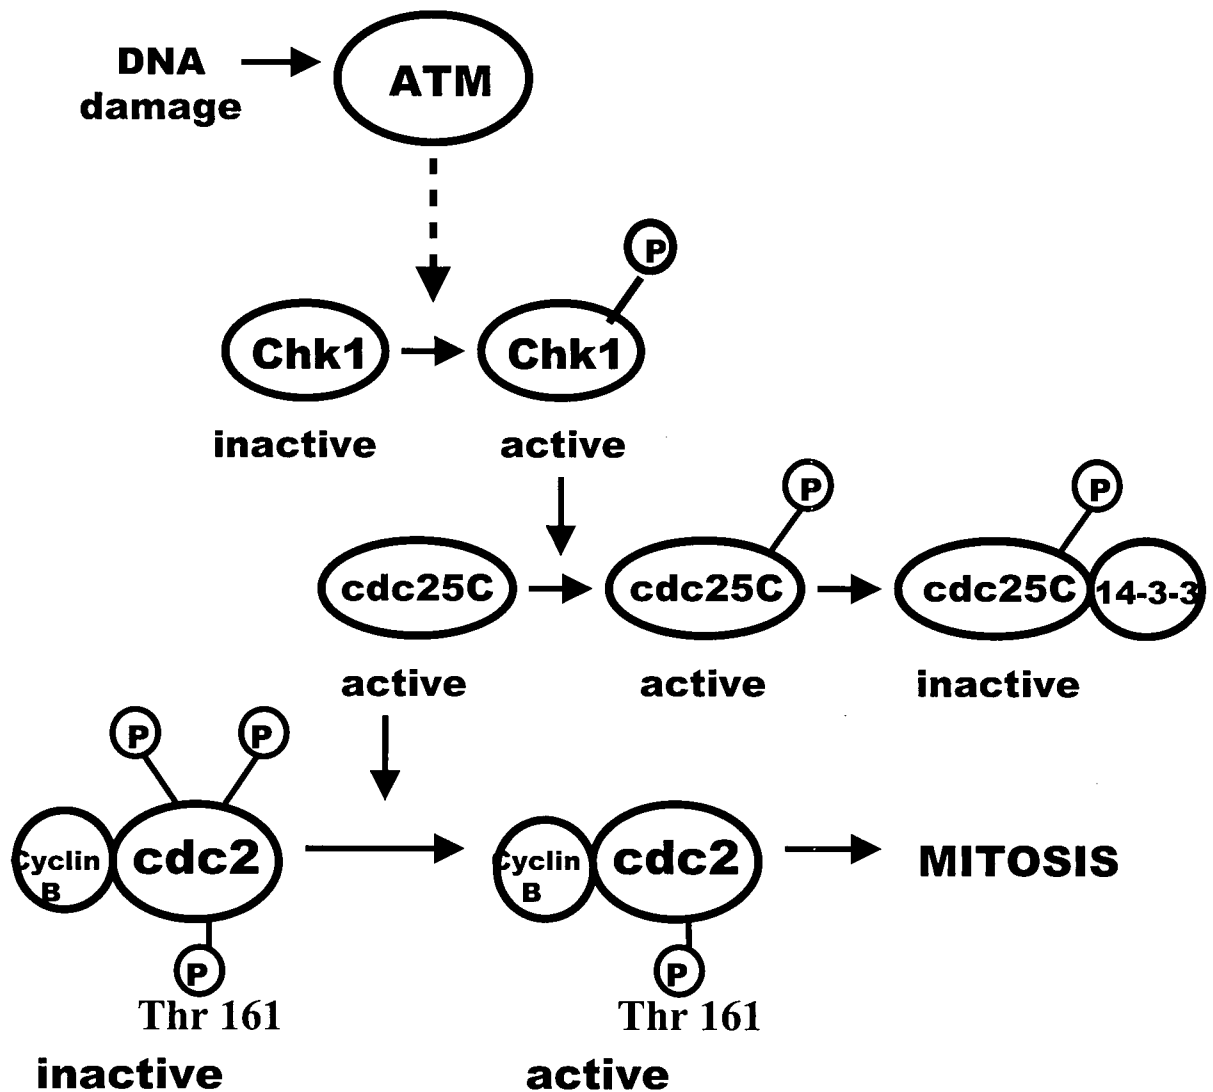 DNA
damage
ATM
P
Chk1
Chk1
inactive
active
P
P
cdc25C
cdc25C
cdc25C
14-3-3
active
active
inactive
P
P
Cyclin
B
cdc2
Cyclin
B
cdc2
MITOSIS
P
P
Thr 161
Thr 161
inactive
active